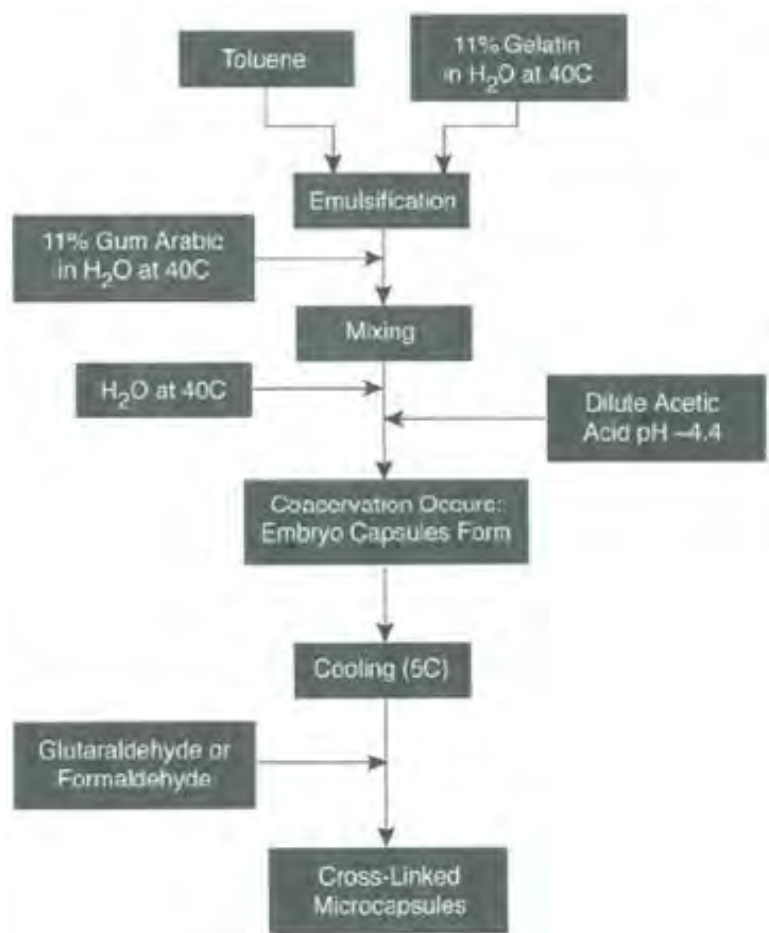 Toluene
11% Gelatin
in H₂O at 40C
Emulsification
11% Gum Arabic
in H₂O at 40C
Mixing
H₂O at 40C
Dilute Acetic
Acid pH ~4.4
Coacervation Occurs:
Embryo Capsules Form
Cooling (5C)
Glutaraldehyde or
Formaldehyde
Cross-Linked
Microcapsules